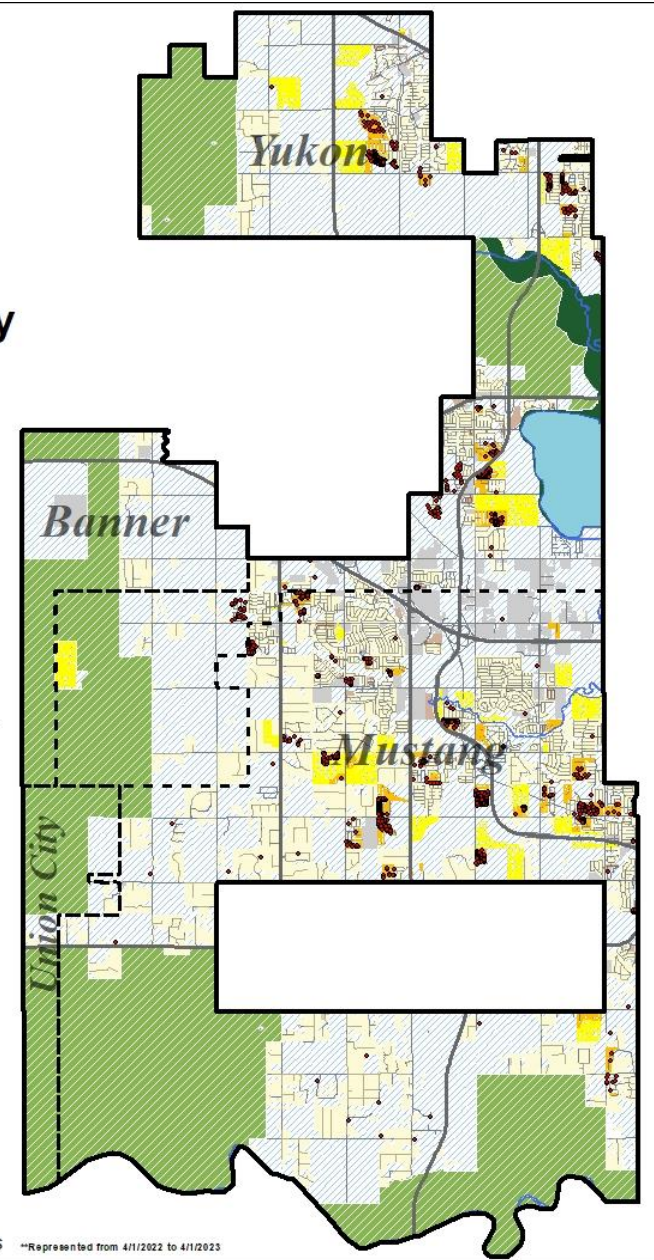 Yukon
y
Banner
Mustang
Union City
s **Represented from 4/1/2022 to 4/1/2023